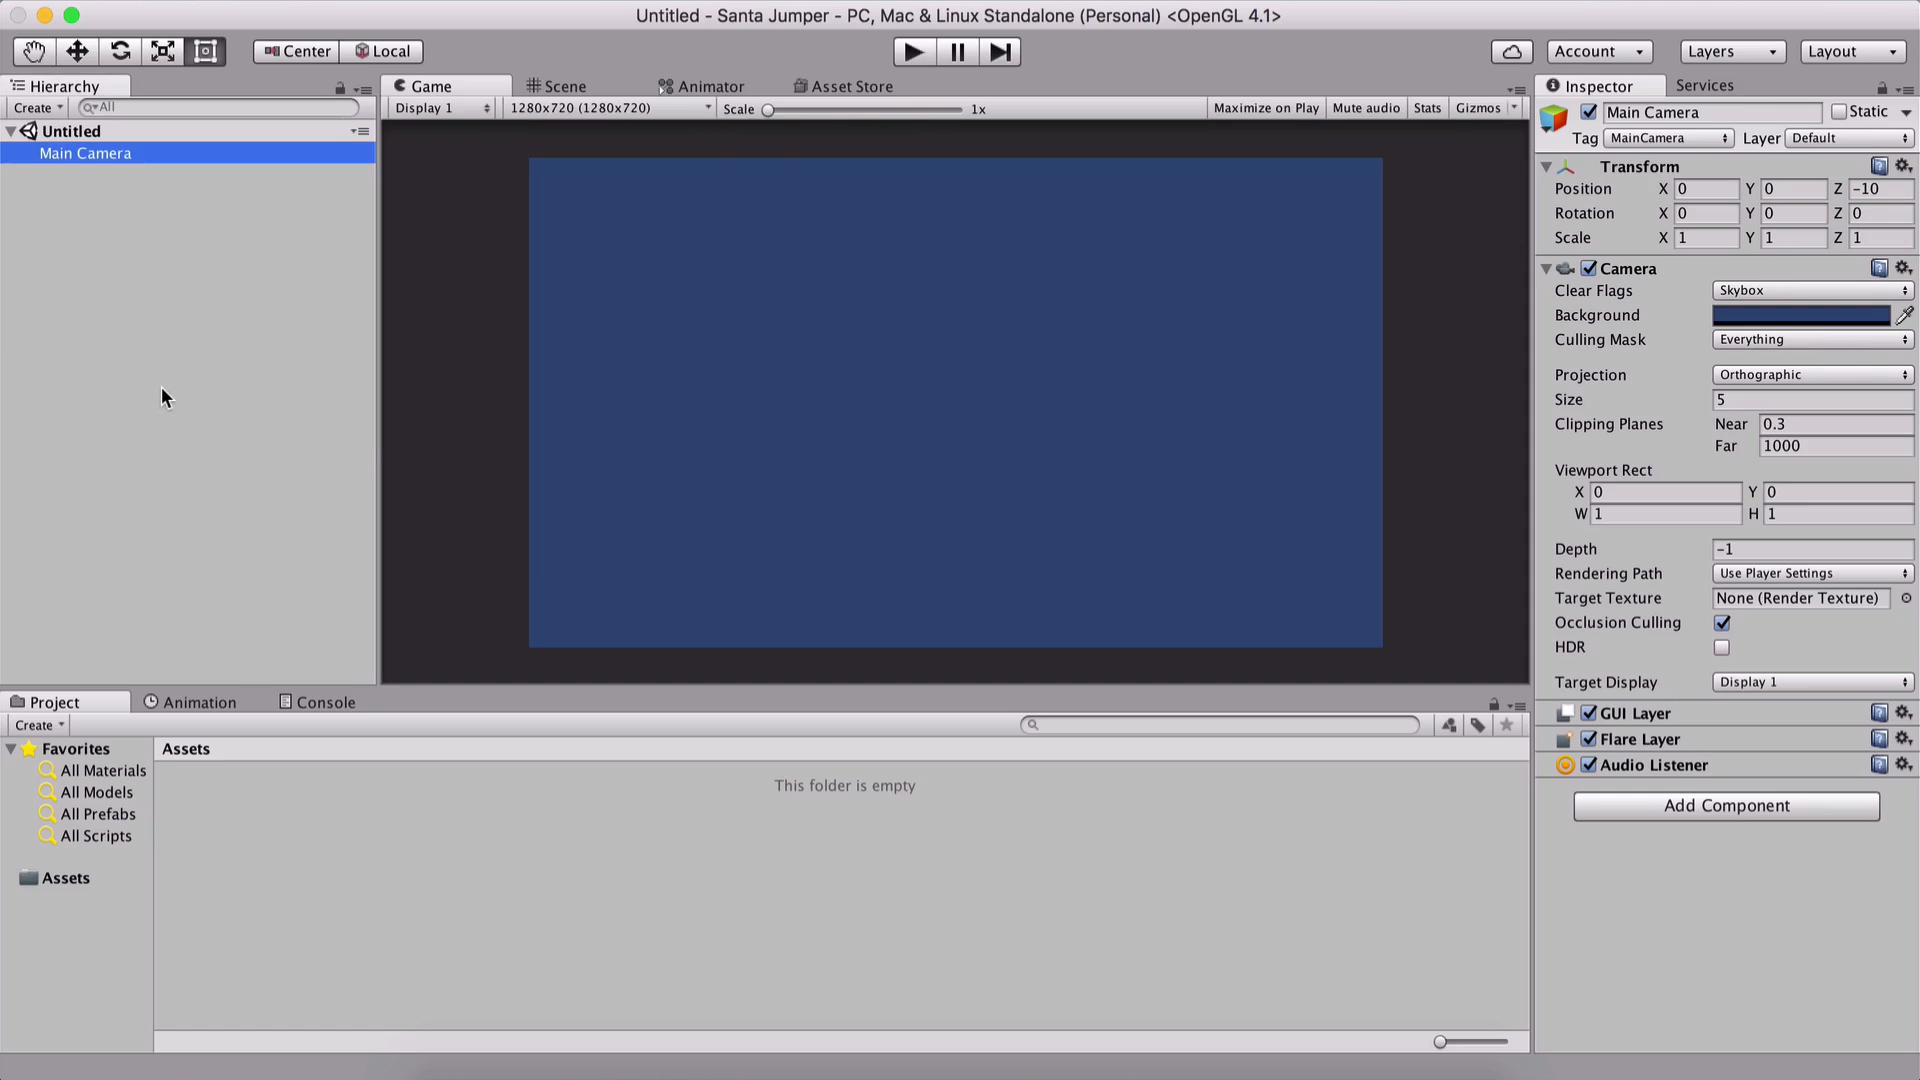 Untitled - Santa Jumper - PC, Mac & Linux Standalone (Personal) <OpenGL 4.1>
Center Local Account Layers Layout
Hierarchy
Create All
Untitled
Main Camera
Game Scene Animator Asset Store
Display 1 1280x720 (1280x720) Scale 1x Maximize on Play Mute audio Stats Gizmos
Inspector Services
Main Camera Static
Tag MainCamera Layer Default
Transform
Position X 0 Y 0 Z -10
Rotation X 0 Y 0 Z 0
Scale X 1 Y 1 Z 1
Camera
Clear Flags Skybox
Background
Culling Mask Everything
Projection Orthographic
Size 5
Clipping Planes Near 0.3
Far 1000
Viewport Rect
X 0 Y 0
W 1 H 1
Depth -1
Rendering Path Use Player Settings
Target Texture None (Render Texture)
Occlusion Culling
HDR
Target Display Display 1
GUI Layer
Flare Layer
Audio Listener
Add Component
Project Animation Console
Create
Favorites
All Materials
All Models
All Prefabs
All Scripts
Assets
Assets
This folder is empty